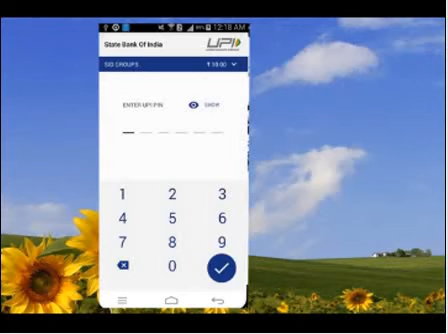 12:18 AM
State Bank Of India
UPI
SID GROUPS
₹ 10.00
ENTER UPI PIN
SHOW
1 2 3
4 5 6
7 8 9
0